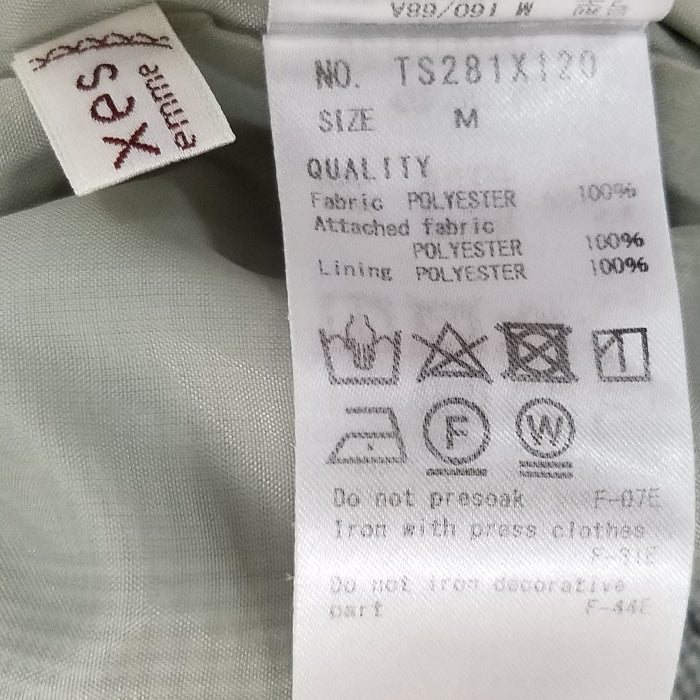 xes
emme
M 160/68A
NO. TS281X120
SIZE M
QUALITY
Fabric POLYESTER 100%
Attached fabric
POLYESTER 100%
Lining POLYESTER 100%
F
W
Do not presoak F-07E
Iron with press clothes
F-31E
Do not iron decorative
part F-44E